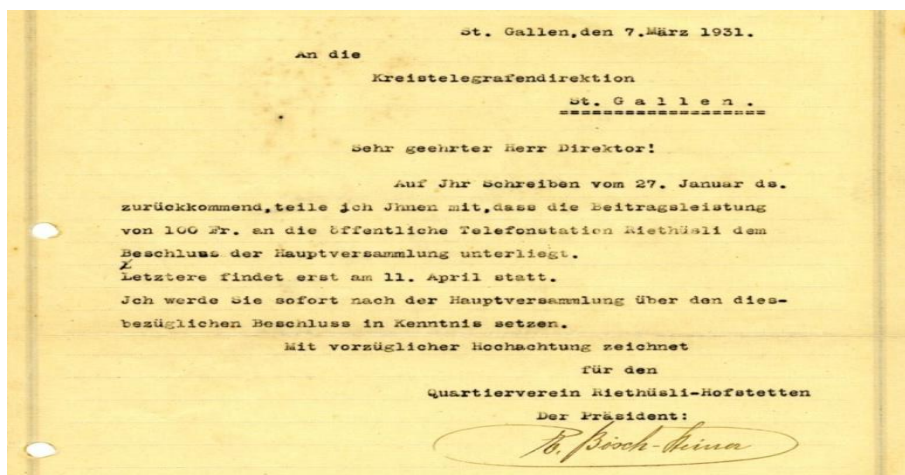 St. Gallen,den 7.März 1931.
An die
Kreistelegrafendirektion
St. G a l l e n .
Sehr geehrter Herr Direktor!
Auf Jhr Schreiben vom 27. Januar ds.
zurückkommend,teile ich Jhnen mit,dass die Beitragsleistung
von 100 Fr. an die öffentliche Telefonstation Riethüsli dem
Beschluss der Hauptversammlung unterliegt.
Letztere findet erst am 11. April statt.
Jch werde Sie sofort nach der Hauptversammlung über den dies-
bezüglichen Beschluss in Kenntnis setzen.
Mit vorzüglicher Hochachtung zeichnet
für den
Quartierverein Riethüsli-Hofstetten
Der Präsident:
R. Bösch-Heiner